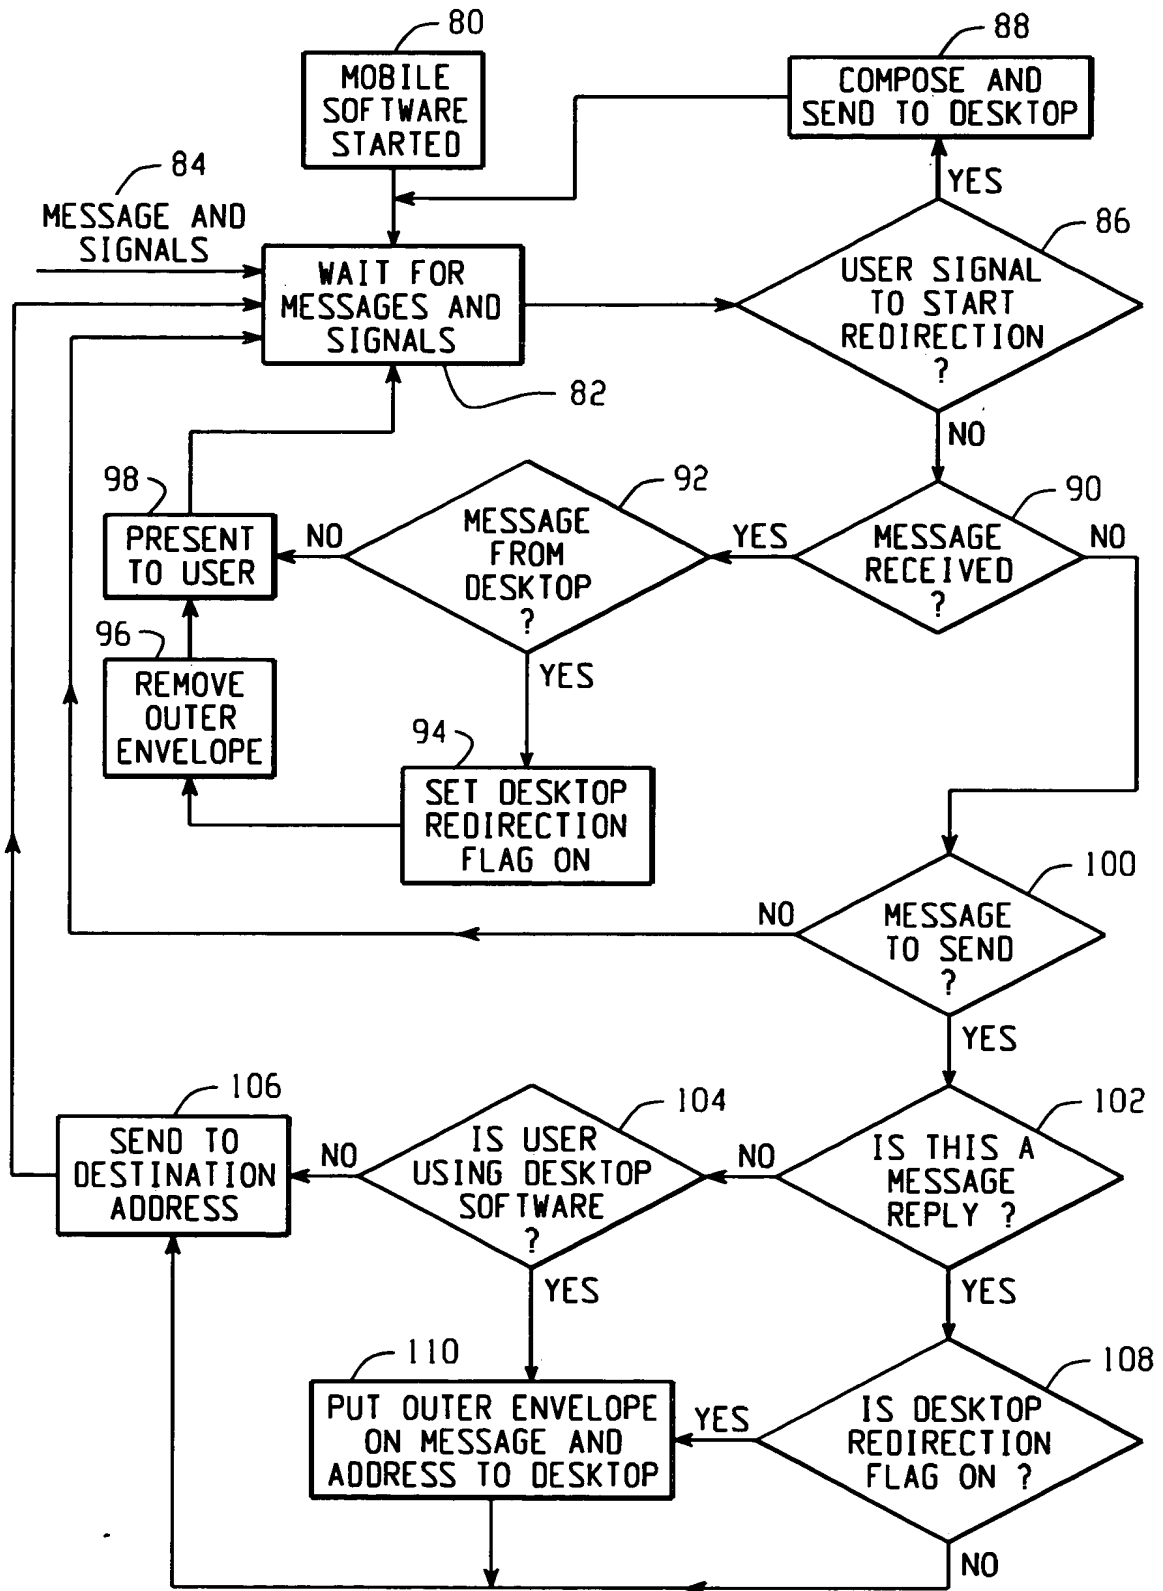 80
MOBILE
SOFTWARE
STARTED
88
COMPOSE AND
SEND TO DESKTOP
84
MESSAGE AND
SIGNALS
YES
86
WAIT FOR
MESSAGES AND
SIGNALS
82
USER SIGNAL
TO START
REDIRECTION
?
NO
98
PRESENT
TO USER
NO
92
MESSAGE
FROM
DESKTOP
?
YES
90
MESSAGE
RECEIVED
?
NO
96
REMOVE
OUTER
ENVELOPE
YES
94
SET DESKTOP
REDIRECTION
FLAG ON
100
NO
MESSAGE
TO SEND
?
YES
106
SEND TO
DESTINATION
ADDRESS
NO
104
IS USER
USING DESKTOP
SOFTWARE
?
NO
102
IS THIS A
MESSAGE
REPLY ?
YES
YES
110
PUT OUTER ENVELOPE
ON MESSAGE AND
ADDRESS TO DESKTOP
YES
108
IS DESKTOP
REDIRECTION
FLAG ON ?
NO